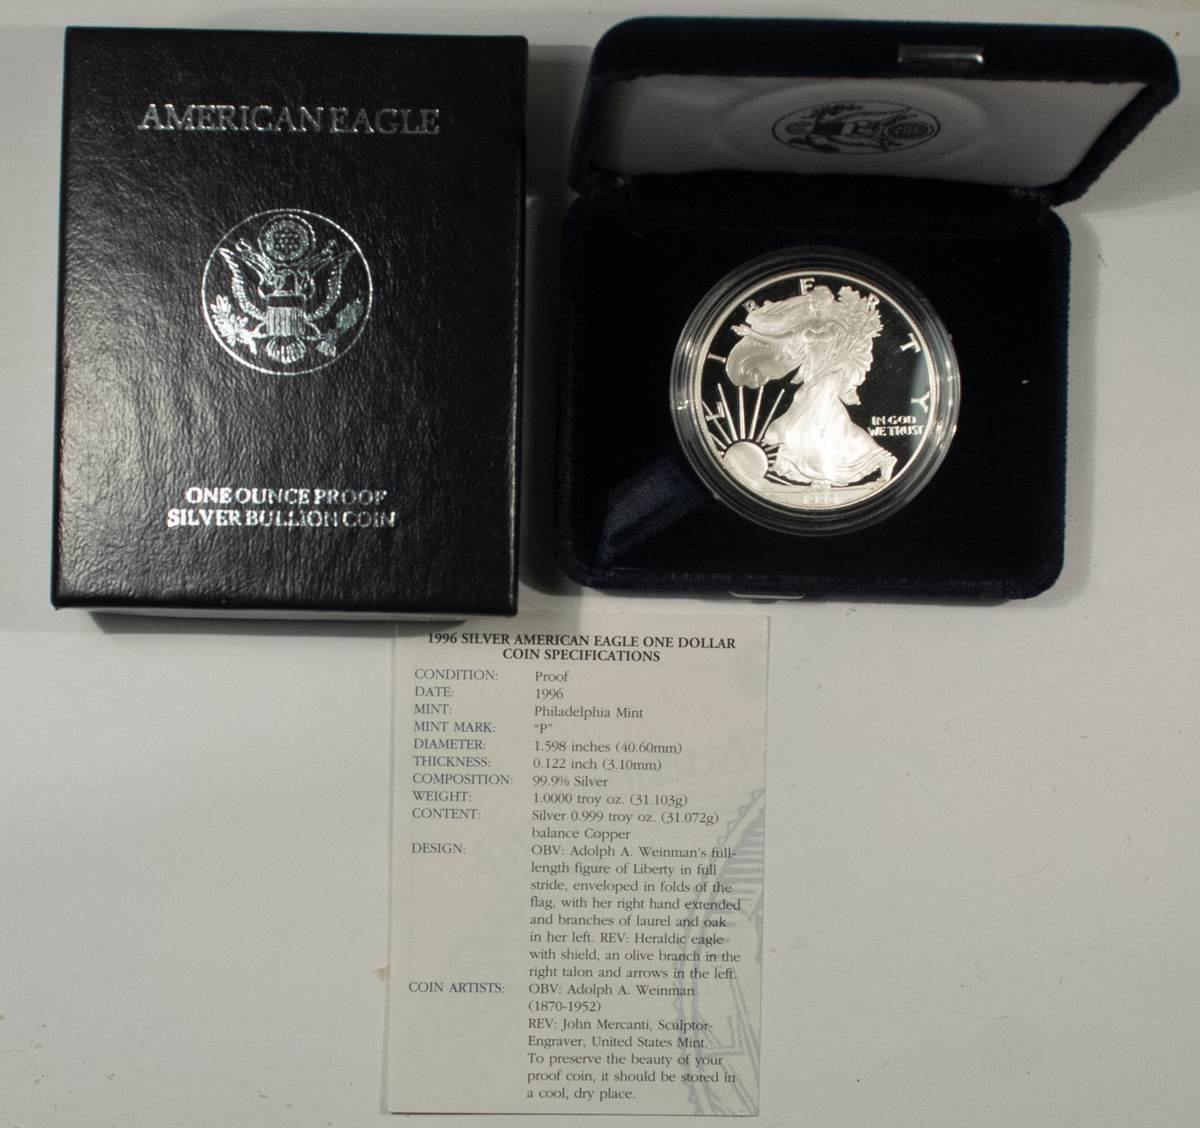 AMERICAN EAGLE
ONE OUNCE PROOF
SILVER BULLION COIN
LIBERTY
IN GOD
WE TRUST
1996
1996 SILVER AMERICAN EAGLE ONE DOLLAR
COIN SPECIFICATIONS
CONDITION: Proof
DATE: 1996
MINT: Philadelphia Mint
MINT MARK: “P”
DIAMETER: 1.598 inches (40.60mm)
THICKNESS: 0.122 inch (3.10mm)
COMPOSITION: 99.9% Silver
WEIGHT: 1.0000 troy oz. (31.103g)
CONTENT: Silver 0.999 troy oz. (31.072g)
balance Copper
DESIGN: OBV: Adolph A. Weinman's full-
length figure of Liberty in full
stride, enveloped in folds of the
flag, with her right hand extended
and branches of laurel and oak
in her left. REV: Heraldic eagle
with shield, an olive branch in the
right talon and arrows in the left.
COIN ARTISTS: OBV: Adolph A. Weinman
(1870-1952)
REV: John Mercanti, Sculptor-
Engraver, United States Mint.
To preserve the beauty of your
proof coin, it should be stored in
a cool, dry place.